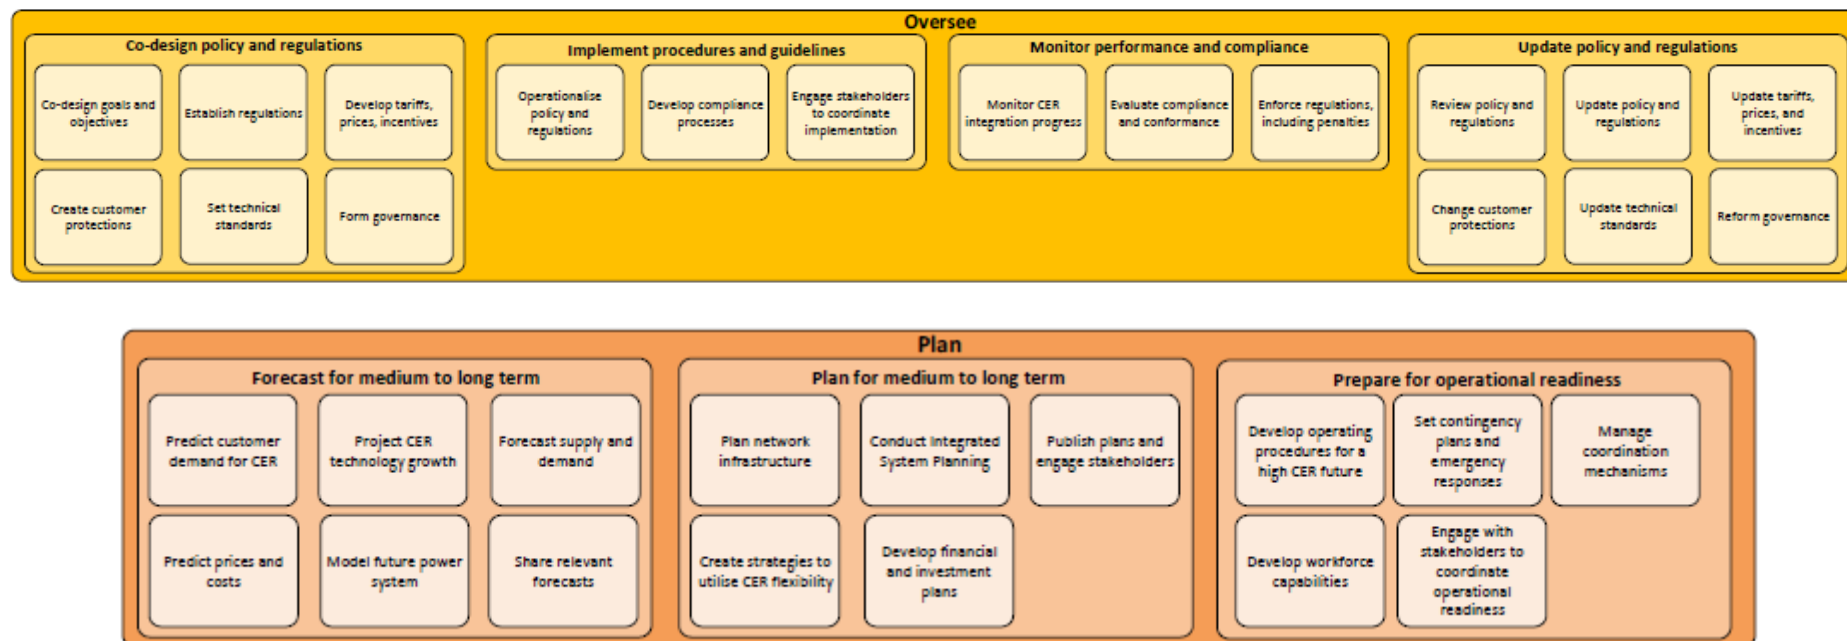 Oversee
Co-design policy and regulations
Co-design goals and
objectives
Establish regulations
Develop tariffs,
prices, incentives
Create customer
protections
Set technical
standards
Form governance
Implement procedures and guidelines
Operationalise
policy and
regulations
Develop compliance
processes
Engage stakeholders
to coordinate
implementation
Monitor performance and compliance
Monitor CER
integration progress
Evaluate compliance
and conformance
Enforce regulations,
including penalties
Update policy and regulations
Review policy and
regulations
Update policy and
regulations
Update tariffs,
prices, and
incentives
Change customer
protections
Update technical
standards
Reform governance
Plan
Forecast for medium to long term
Predict customer
demand for CER
Project CER
technology growth
Forecast supply and
demand
Predict prices and
costs
Model future power
system
Share relevant
forecasts
Plan for medium to long term
Plan network
infrastructure
Conduct Integrated
System Planning
Publish plans and
engage stakeholders
Create strategies to
utilise CER flexibility
Develop financial
and investment
plans
Prepare for operational readiness
Develop operating
procedures for a
high CER future
Set contingency
plans and
emergency
responses
Manage
coordination
mechanisms
Develop workforce
capabilities
Engage with
stakeholders to
coordinate
operational
readiness